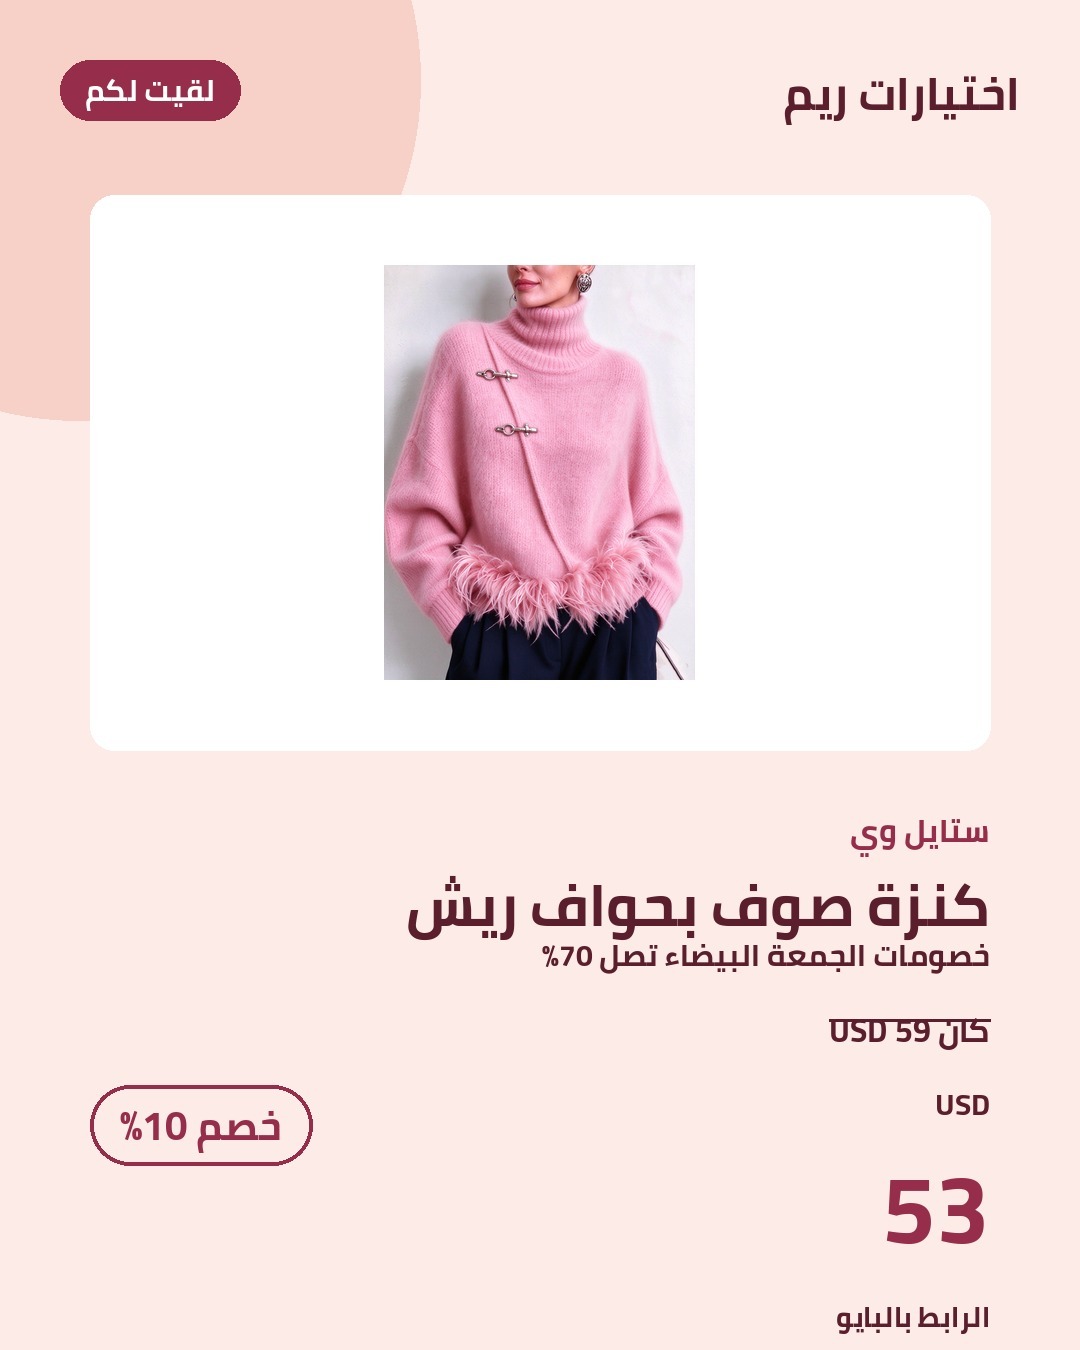 اختيارات ريم
لقيت لكم
ستايل وي
كنزة صوف بحواف ريش
خصومات الجمعة البيضاء تصل 70%
كان 59 USD
USD
خصم 10%
53
الرابط بالبايو